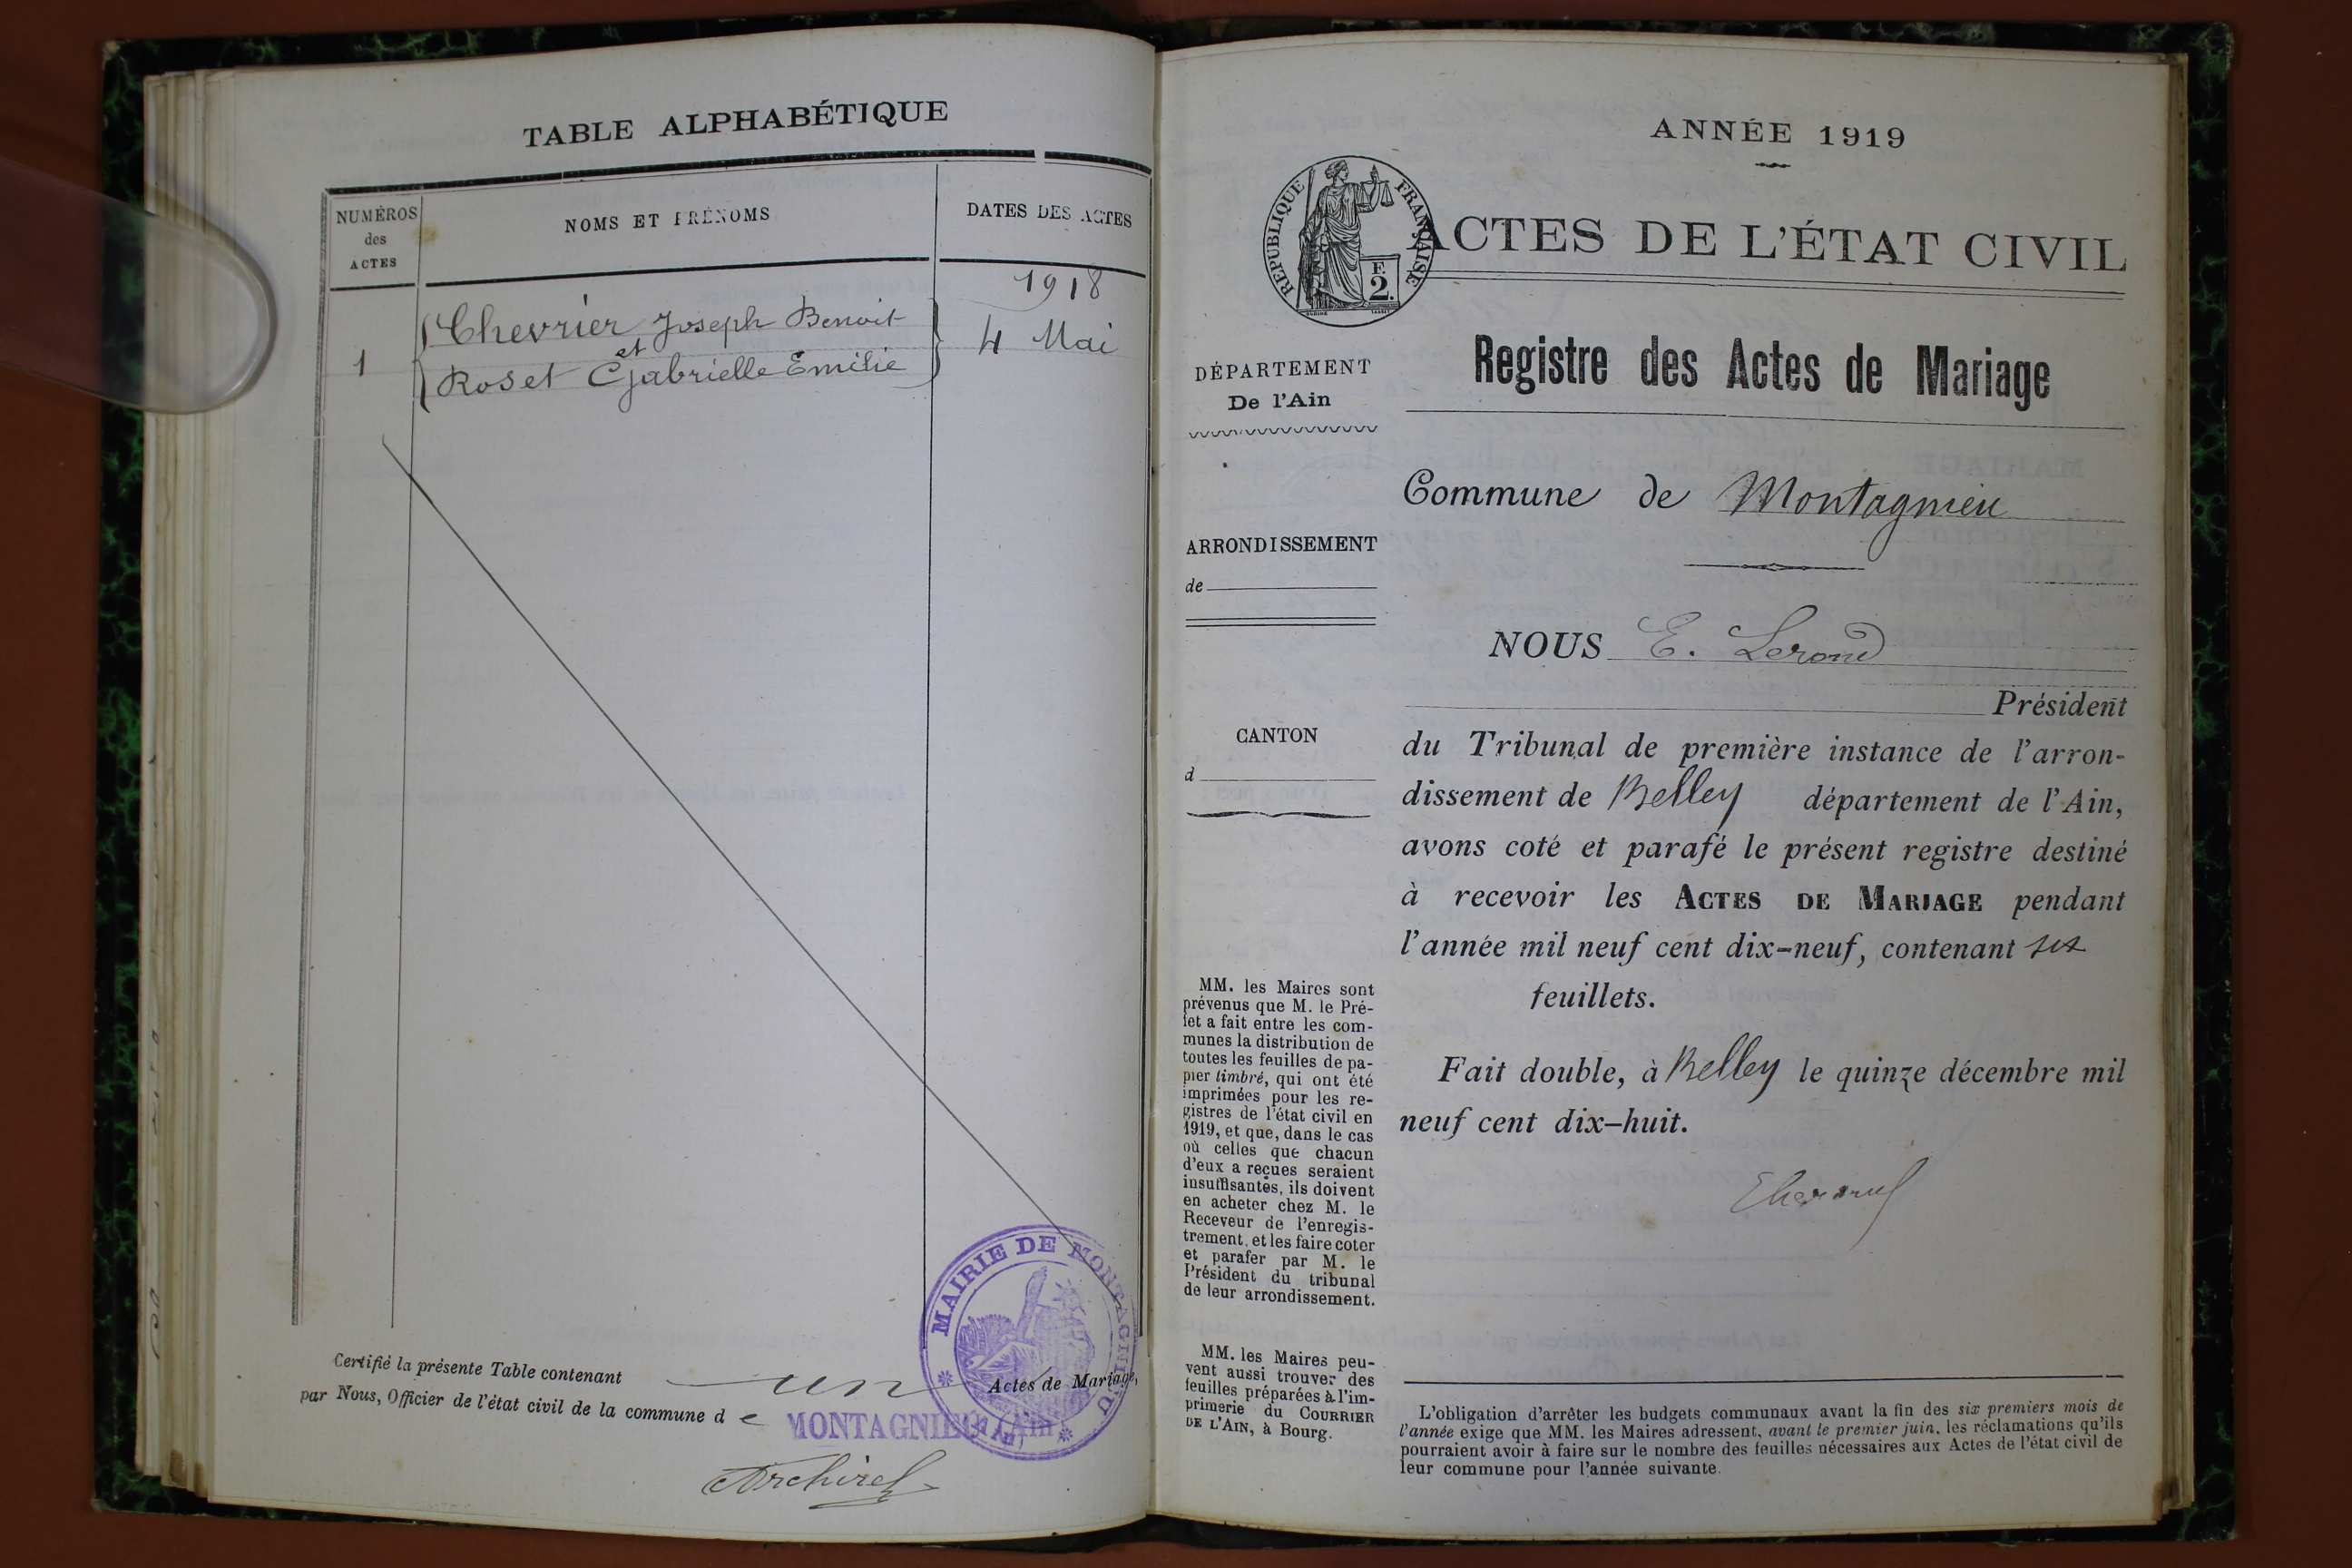 TABLE ALPHABÉTIQUE
NUMÉROS
des
ACTES
NOMS ET PRÉNOMS
DATES DES ACTES
1918
1
Chevrier Joseph Benoit
et
Roset Gabrielle Emilie
4 Mai
Certifié la présente Table contenant un Actes de Mariage,
par Nous, Officier de l'état civil de la commune de MONTAGNIEU (Ain)
MAIRIE DE MONTAGNIEU
(Ain)
Archirel
ANNÉE 1919
RÉPUBLIQUE FRANÇAISE
F.
2.
ACTES DE L'ÉTAT CIVIL
DÉPARTEMENT
De l'Ain
ARRONDISSEMENT
de
CANTON
d
MM. les Maires sont
prévenus que M. le Pré-
fet a fait entre les com-
munes la distribution de
toutes les feuilles de pa-
pier timbré, qui ont été
imprimées pour les re-
gistres de l'état civil en
1919, et que, dans le cas
où celles que chacun
d'eux a reçues seraient
insuffisantes, ils doivent
en acheter chez M. le
Receveur de l'enregis-
trement, et les faire coter
et parafer par M. le
Président du tribunal
de leur arrondissement.
MM. les Maires peu-
vent aussi trouver des
feuilles préparées à l'im-
primerie du COURRIER
DE L'AIN, à Bourg.
Registre des Actes de Mariage
Commune de Montagnieu
NOUS E. Lerond
Président
du Tribunal de première instance de l'arron-
dissement de Belley département de l'Ain,
avons coté et parafé le présent registre destiné
à recevoir les ACTES DE MARIAGE pendant
l'année mil neuf cent dix-neuf, contenant six
feuillets.
Fait double, à Belley le quinze décembre mil
neuf cent dix-huit.
L'obligation d'arrêter les budgets communaux avant la fin des six premiers mois de
l'année exige que MM. les Maires adressent, avant le premier juin, les réclamations qu'ils
pourraient avoir à faire sur le nombre des feuilles nécessaires aux Actes de l'état civil de
leur commune pour l'année suivante.